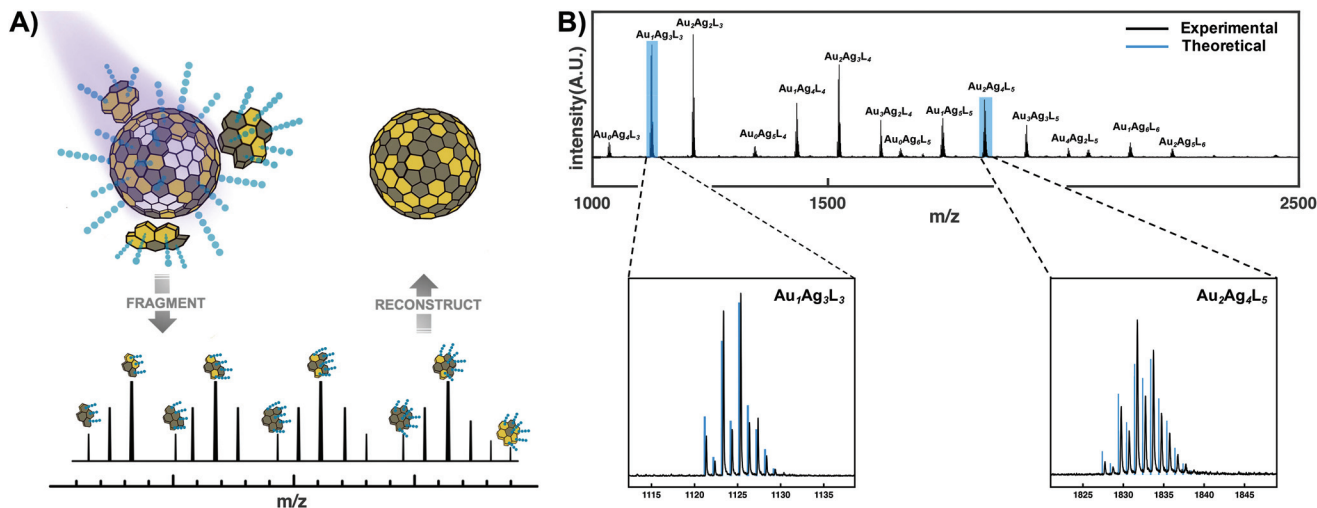 A)
FRAGMENT
RECONSTRUCT
m/z
B)
Au₂Ag₂L₃
Au₁Ag₃L₃
Au₂Ag₃L₄
Au₂Ag₄L₅
Au₁Ag₄L₄
Au₃Ag₂L₄
Au₁Ag₅L₅
Au₃Ag₃L₅
Au₀Ag₄L₃
Au₀Ag₅L₄
Au₀Ag₆L₅
Au₄Ag₂L₅
Au₁Ag₆L₆
Au₂Ag₅L₆
Experimental
Theoretical
intensity(A.U.)
1000
1500
2500
m/z
Au₁Ag₃L₃
1115 1120 1125 1130 1135
Au₂Ag₄L₅
1825 1830 1835 1840 1845